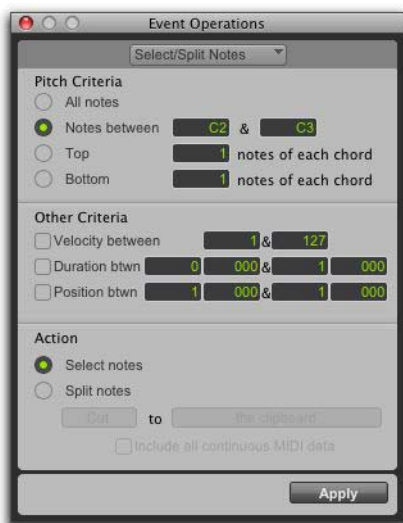 Event Operations
Select/Split Notes
Pitch Criteria
All notes
Notes between C2 & C3
Top 1 notes of each chord
Bottom 1 notes of each chord
Other Criteria
Velocity between 1 & 127
Duration btwn 0 000 & 1 000
Position btwn 1 000 & 1 000
Action
Select notes
Split notes
Cut to the clipboard
Include all continuous MIDI data
Apply